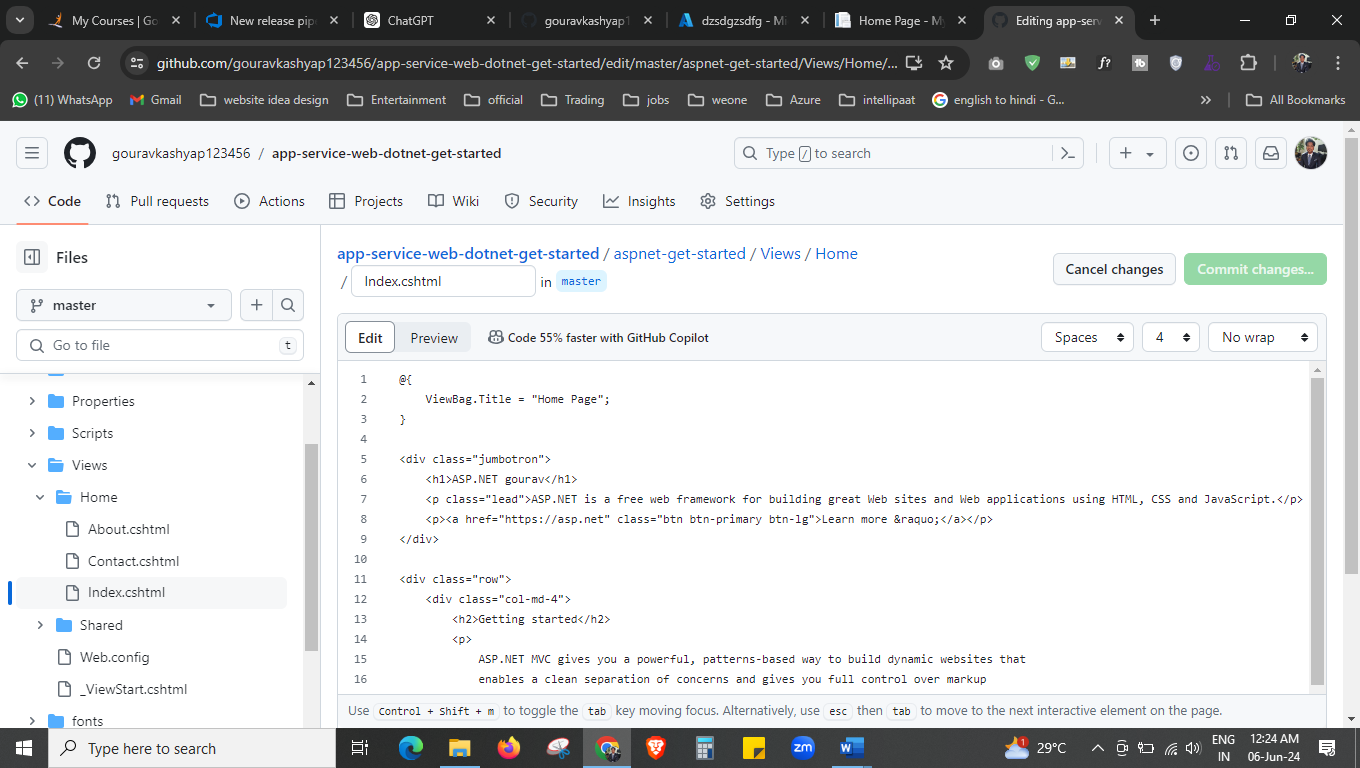 My Courses | Go
New release pip
ChatGPT
gouravkashyap1
dzsdgzsdfg - Mi
Home Page - My
Editing app-serv
github.com/gouravkashyap123456/app-service-web-dotnet-get-started/edit/master/aspnet-get-started/Views/Home/...
(11) WhatsApp
Gmail
website idea design
Entertainment
official
Trading
jobs
weone
Azure
intellipaat
english to hindi - G...
»
All Bookmarks
gouravkashyap123456 / app-service-web-dotnet-get-started
Type / to search
Code
Pull requests
Actions
Projects
Wiki
Security
Insights
Settings
Files
master
Go to file
t
Properties
Scripts
Views
Home
About.cshtml
Contact.cshtml
Index.cshtml
Shared
Web.config
_ViewStart.cshtml
fonts
app-service-web-dotnet-get-started / aspnet-get-started / Views / Home
/ Index.cshtml in master
Cancel changes
Commit changes...
Edit
Preview
Code 55% faster with GitHub Copilot
Spaces
4
No wrap
1 @{
2 ViewBag.Title = "Home Page";
3 }
4
5 <div class="jumbotron">
6 <h1>ASP.NET gourav</h1>
7 <p class="lead">ASP.NET is a free web framework for building great Web sites and Web applications using HTML, CSS and JavaScript.</p>
8 <p><a href="https://asp.net" class="btn btn-primary btn-lg">Learn more &raquo;</a></p>
9 </div>
10
11 <div class="row">
12 <div class="col-md-4">
13 <h2>Getting started</h2>
14 <p>
15 ASP.NET MVC gives you a powerful, patterns-based way to build dynamic websites that
16 enables a clean separation of concerns and gives you full control over markup
Use Control + Shift + m to toggle the tab key moving focus. Alternatively, use esc then tab to move to the next interactive element on the page.
Type here to search
zm
1
29°C
ENG
IN
12:24 AM
06-Jun-24